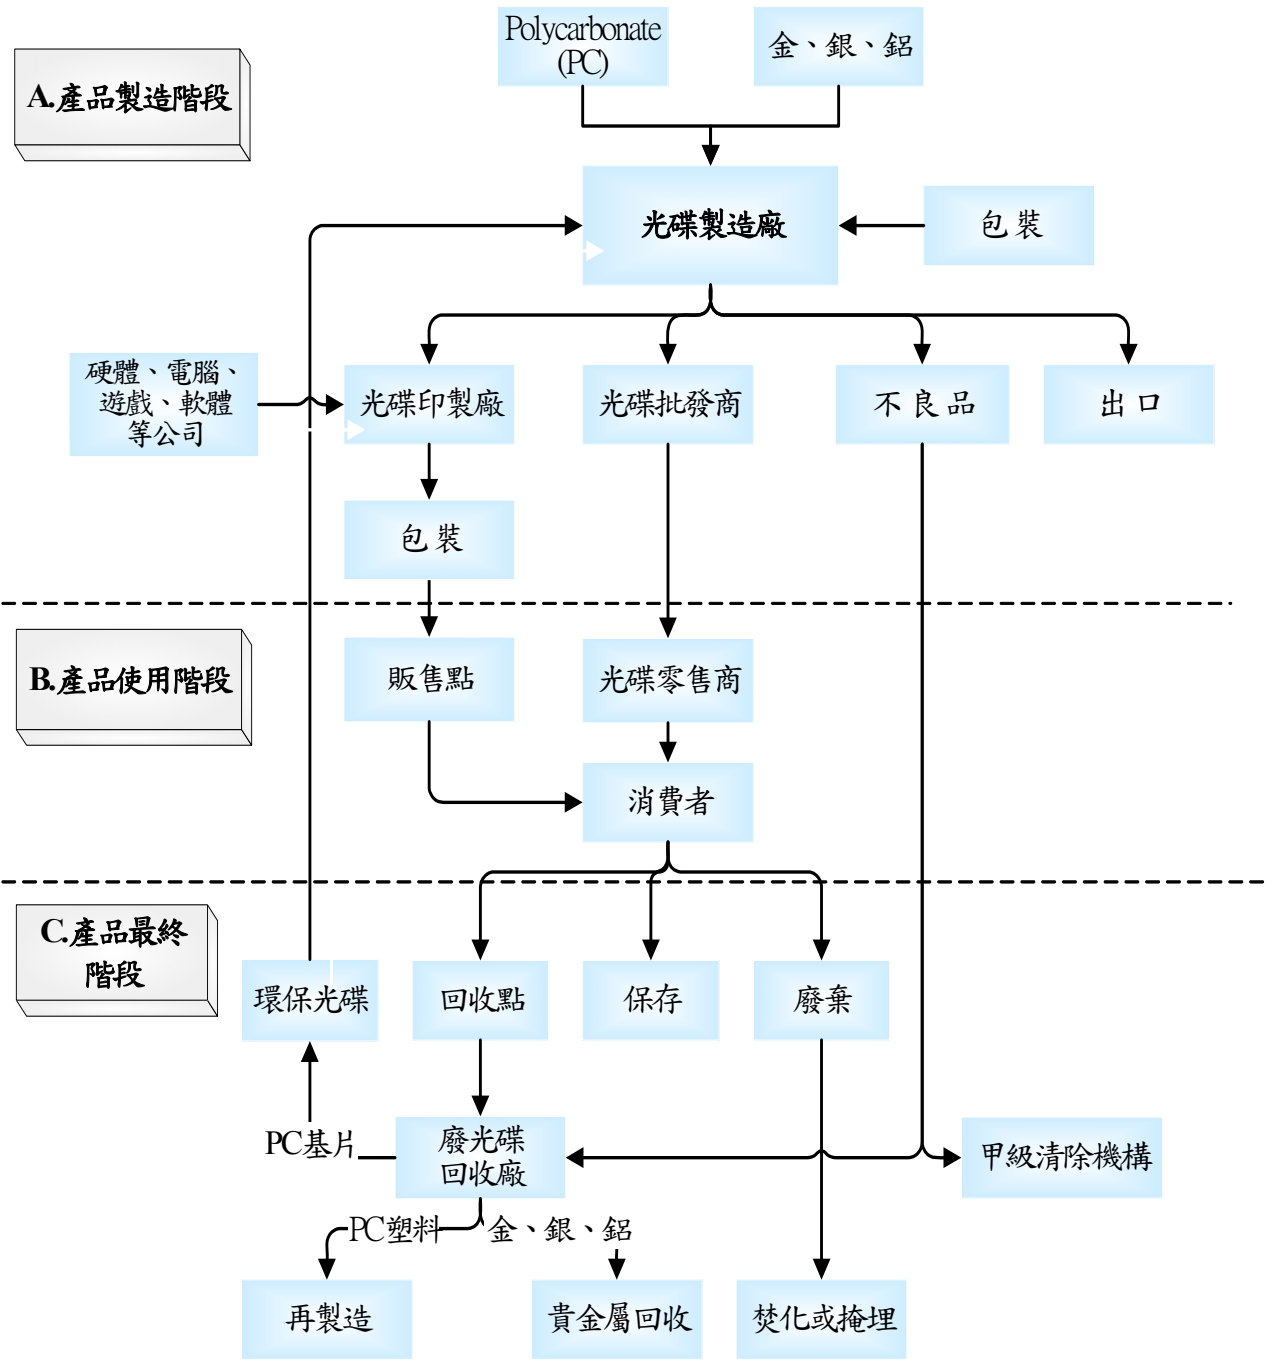 Polycarbonate
(PC)
金、銀、鋁
A.產品製造階段
光碟製造廠
包裝
硬體、電腦、
遊戲、軟體
等公司
光碟印製廠
光碟批發商
不良品
出口
包裝
B.產品使用階段
販售點
光碟零售商
消費者
C.產品最終
階段
環保光碟
回收點
保存
廢棄
PC基片
廢光碟
回收廠
甲級清除機構
PC塑料
金、銀、鋁
再製造
貴金屬回收
焚化或掩埋